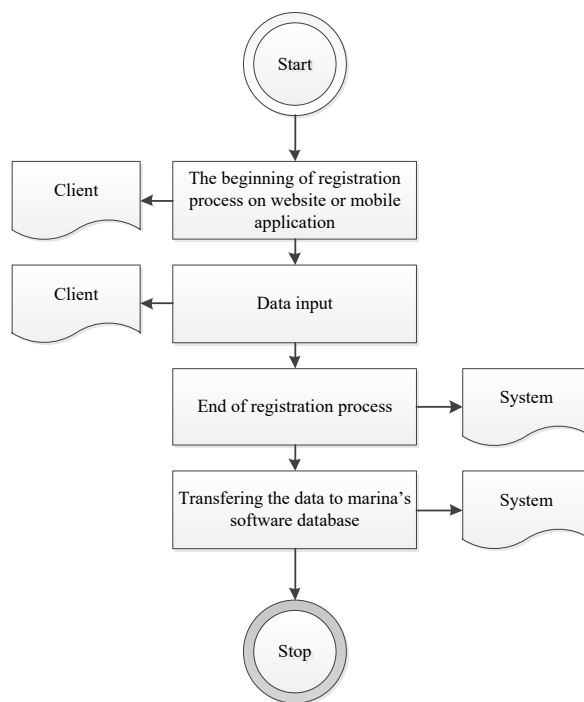 Start
Client
The beginning of registration
process on website or mobile
application
Client
Data input
End of registration process
System
Transfering the data to marina's
software database
System
Stop